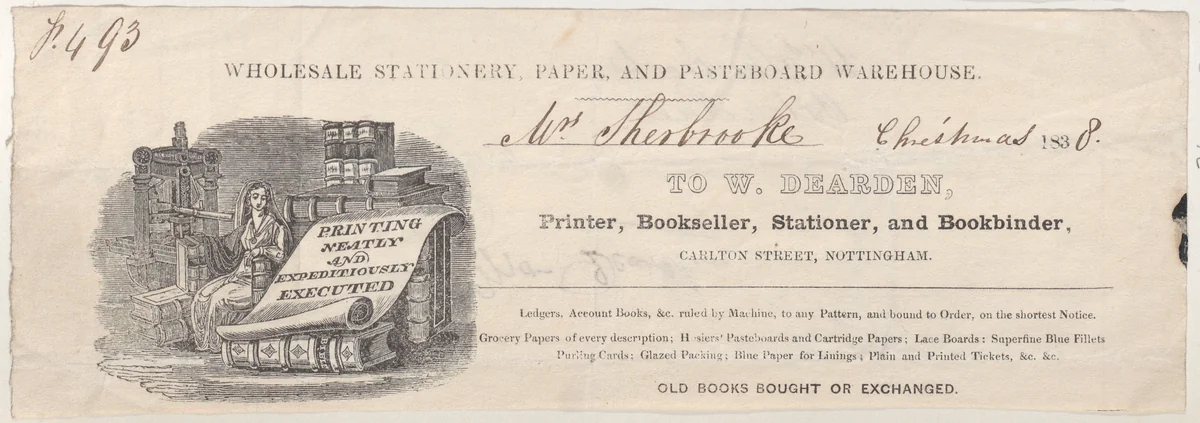 P. 493
WHOLESALE STATIONERY, PAPER, AND PASTEBOARD WAREHOUSE.
Mrs Sherbrooke Christmas 1838.
TO W. DEARDEN,
Printer, Bookseller, Stationer, and Bookbinder,
CARLTON STREET, NOTTINGHAM.
PRINTING
NEATLY
AND
EXPEDITIOUSLY
EXECUTED
Ledgers, Account Books, &c. ruled by Machine, to any Pattern, and bound to Order, on the shortest Notice.
Grocery Papers of every description; Hosiers' Pasteboards and Cartridge Papers; Lace Boards: Superfine Blue Fillets
Purling Cards; Glazed Packing; Blue Paper for Linings; Plain and Printed Tickets, &c. &c.
OLD BOOKS BOUGHT OR EXCHANGED.